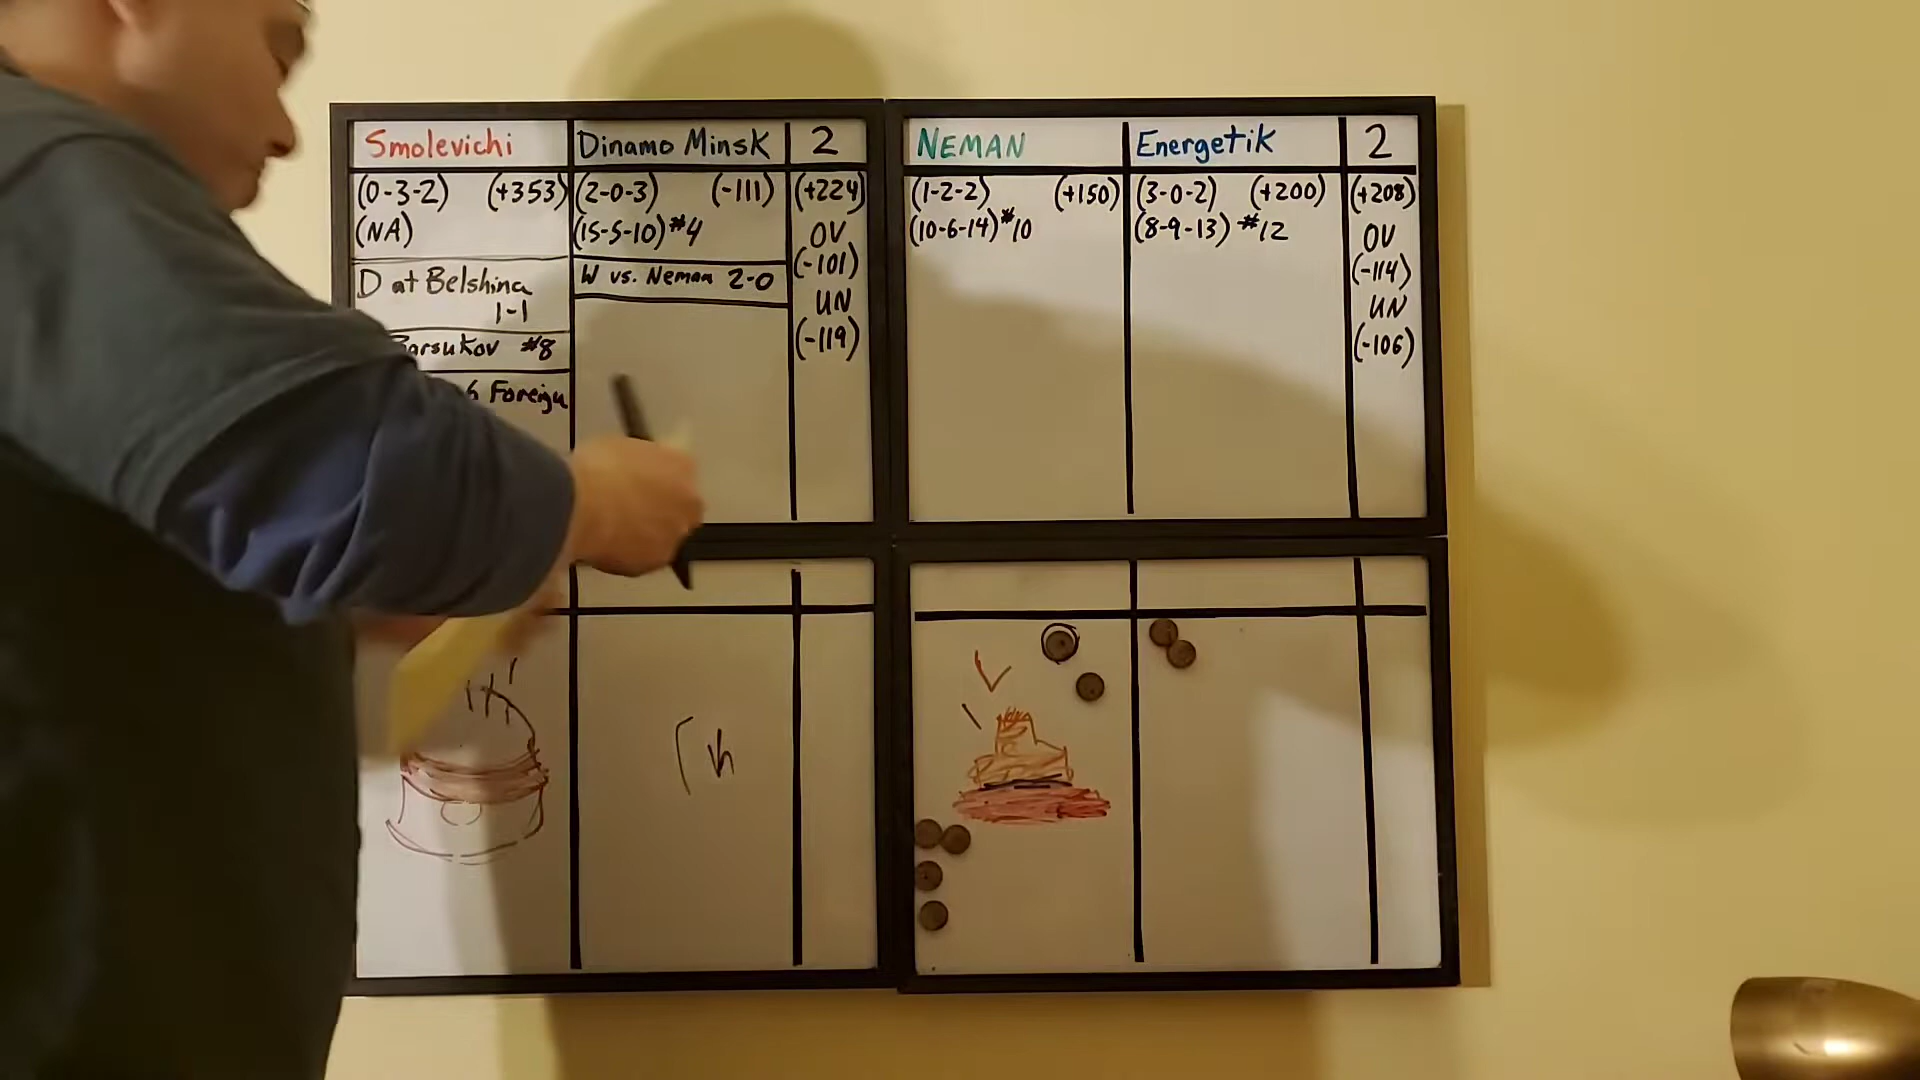 Smolevichi
(0-3-2) (+353)
(NA)
D at Belshina
1-1
#8
Foreign
Dinamo Minsk
(2-0-3) (-111)
(15-5-10) #4
W vs. Neman 2-0
2
(+224)
OV
(-101)
UN
(-119)
NEMAN
(1-2-2) (+150)
(10-6-14) #10
Energetik
(3-0-2) (+200)
(8-9-13) #12
2
(+208)
OV
(-114)
UN
(-106)